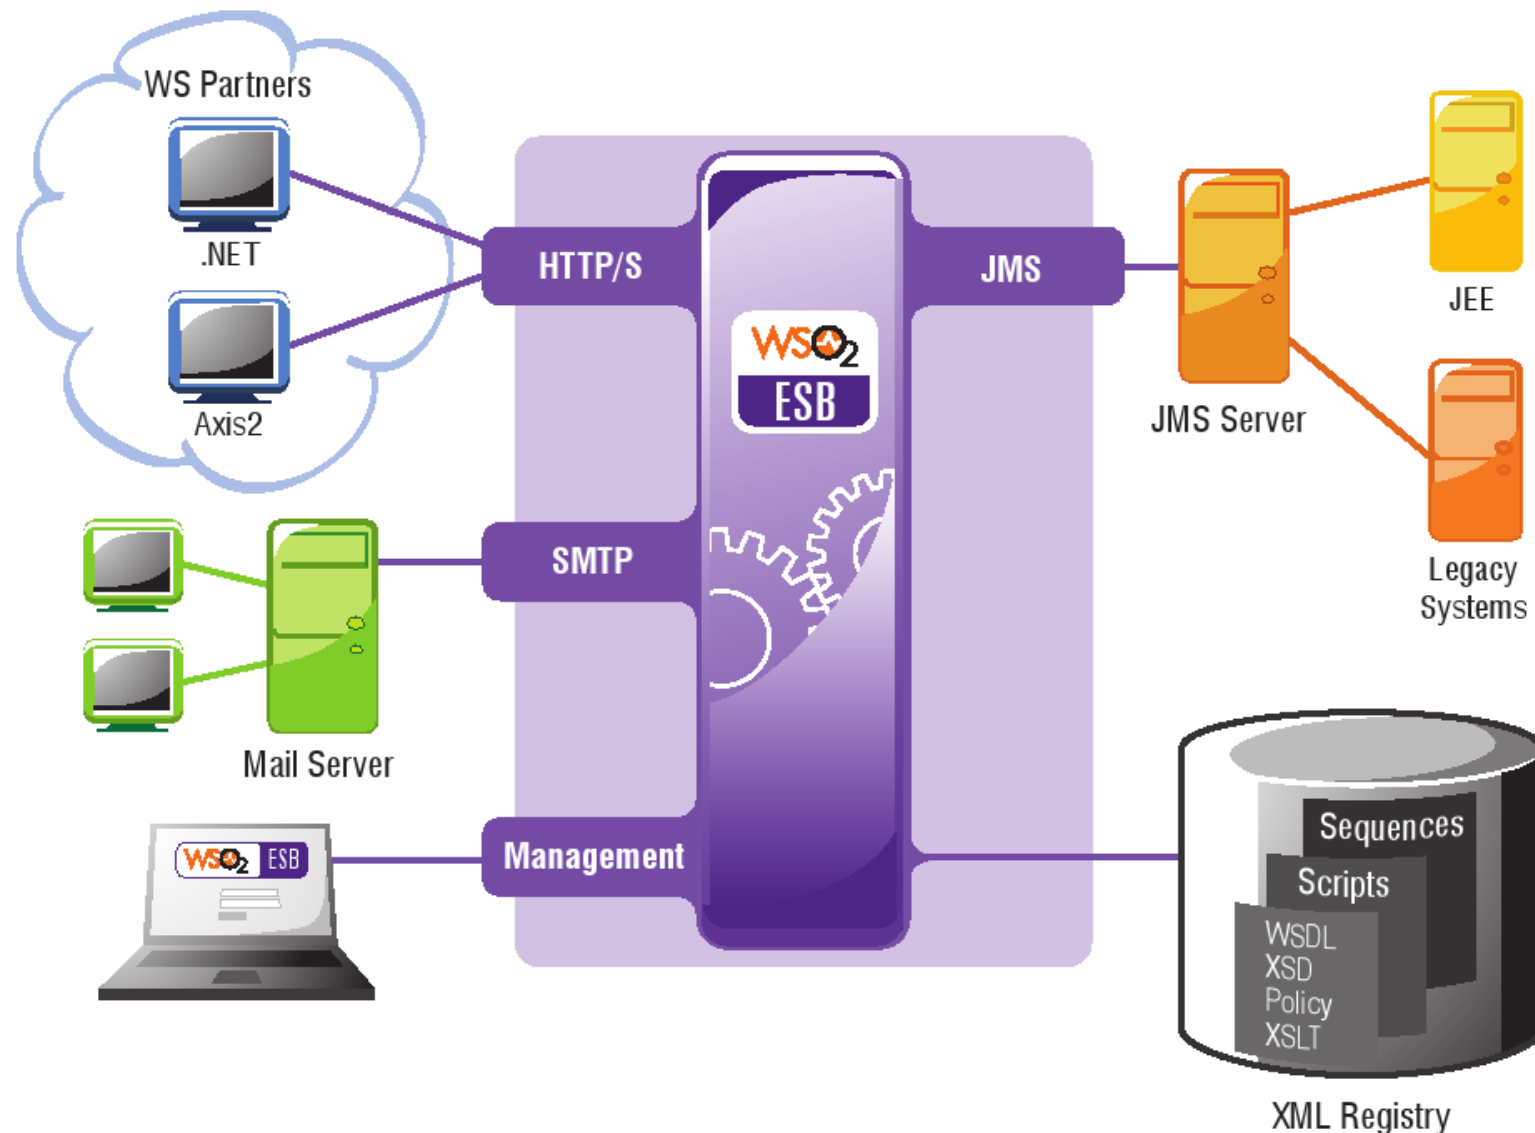 WS Partners
.NET
Axis2
HTTP/S
JMS
WSO2
ESB
JMS Server
JEE
Legacy
Systems
SMTP
Mail Server
Management
WSO2 ESB
Sequences
Scripts
WSDL
XSD
Policy
XSLT
XML Registry